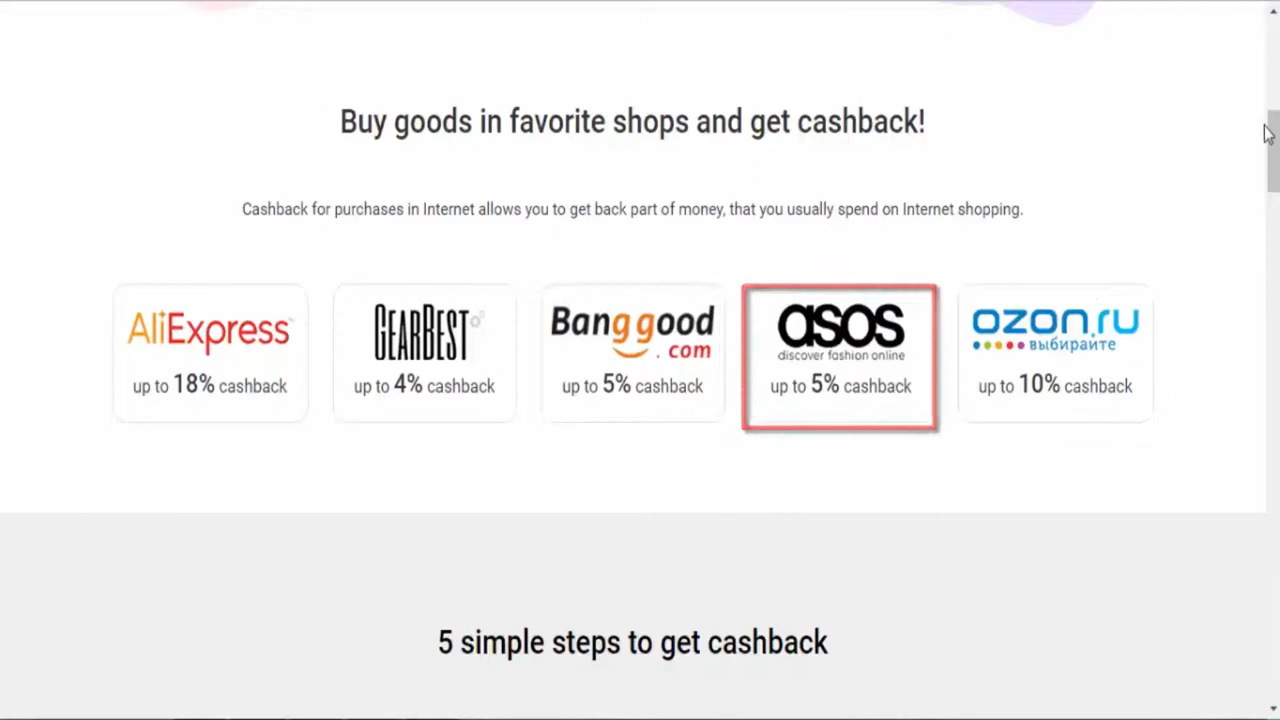 Buy goods in favorite shops and get cashback!
Cashback for purchases in Internet allows you to get back part of money, that you usually spend on Internet shopping.
AliExpress
up to 18% cashback
GEARBEST
up to 4% cashback
Banggood
.com
up to 5% cashback
asos
discover fashion online
up to 5% cashback
ozon.ru
выбирайте
up to 10% cashback
5 simple steps to get cashback